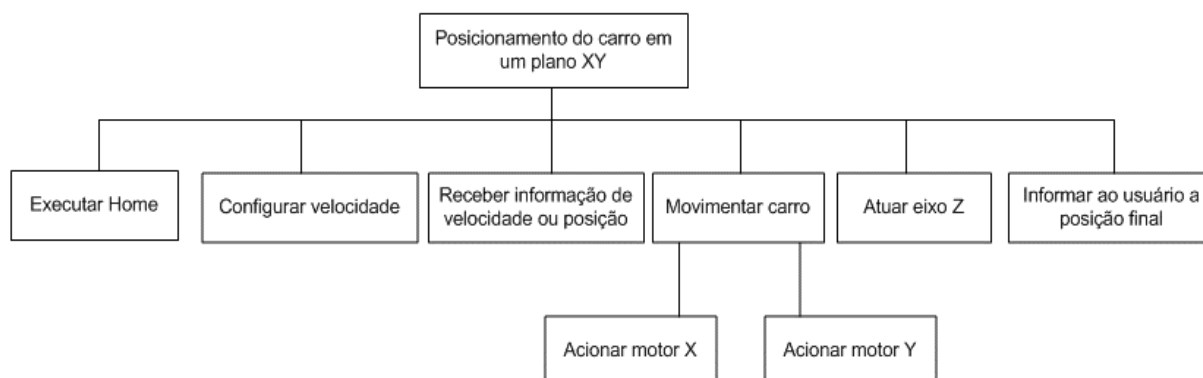 Posicionamento do carro em
um plano XY
Executar Home
Configurar velocidade
Receber informação de
velocidade ou posição
Movimentar carro
Atuar eixo Z
Informar ao usuário a
posição final
Acionar motor X
Acionar motor Y